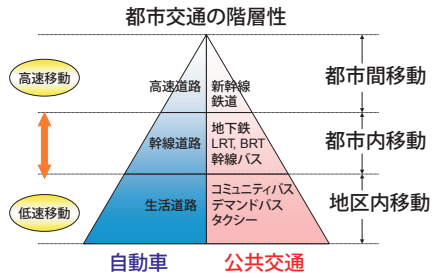 都市交通の階層性
高速移動
高速道路
新幹線
鉄道
都市間移動
幹線道路
地下鉄
LRT, BRT
幹線バス
都市内移動
低速移動
生活道路
コミュニティバス
デマンドバス
タクシー
地区内移動
自動車
公共交通